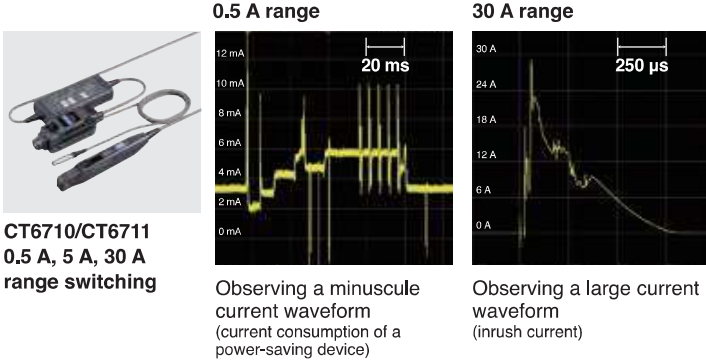 0.5 A range
30 A range
12 mA
10 mA
8 mA
6 mA
4 mA
2 mA
0 mA
20 ms
30 A
24 A
18 A
12 A
6 A
0 A
250 µs
CT6710/CT6711
0.5 A, 5 A, 30 A
range switching
Observing a minuscule
current waveform
(current consumption of a
power-saving device)
Observing a large current
waveform
(inrush current)